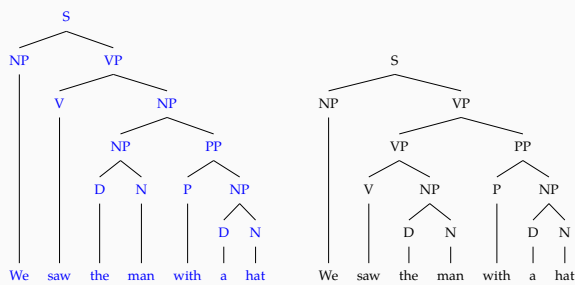 S
NP VP
V NP
NP PP
D N P NP
D N
We saw the man with a hat
S
NP VP
VP PP
V NP P NP
D N D N
We saw the man with a hat